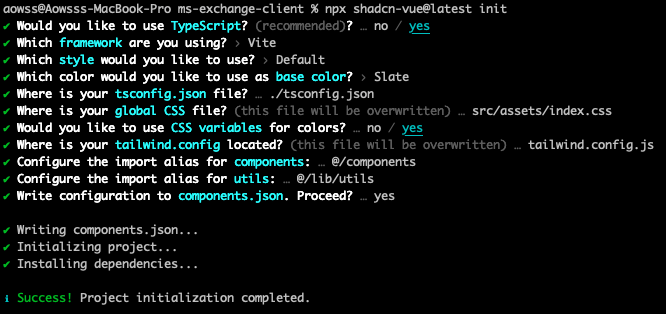 aowss@Aowsss-MacBook-Pro ms-exchange-client % npx shadcn-vue@latest init
✔ Would you like to use TypeScript? (recommended)? … no / yes
✔ Which framework are you using? › Vite
✔ Which style would you like to use? › Default
✔ Which color would you like to use as base color? › Slate
✔ Where is your tsconfig.json file? … ./tsconfig.json
✔ Where is your global CSS file? (this file will be overwritten) … src/assets/index.css
✔ Would you like to use CSS variables for colors? … no / yes
✔ Where is your tailwind.config located? (this file will be overwritten) … tailwind.config.js
✔ Configure the import alias for components: … @/components
✔ Configure the import alias for utils: … @/lib/utils
✔ Write configuration to components.json. Proceed? … yes
✔ Writing components.json...
✔ Initializing project...
✔ Installing dependencies...
ℹ Success! Project initialization completed.